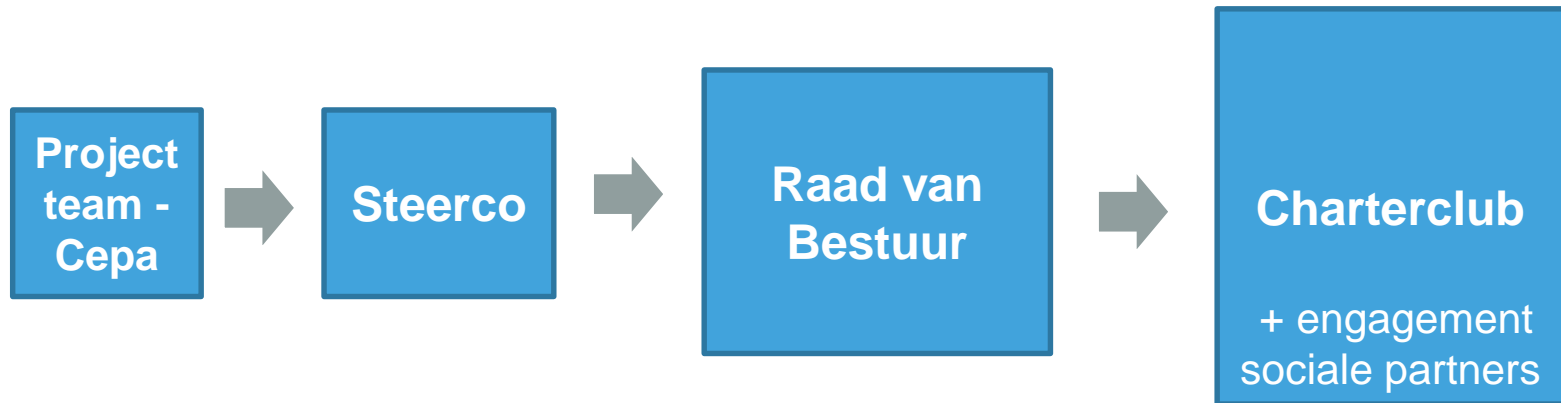 Project
team -
Cepa
Steerco
Raad van
Bestuur
Charterclub
+ engagement
sociale partners